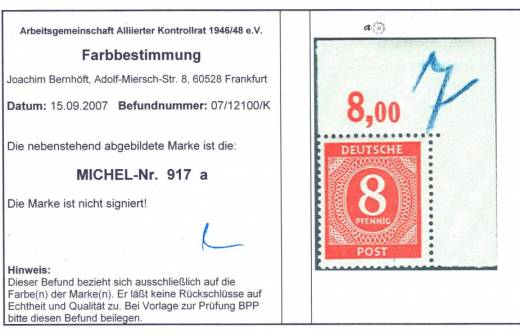 Arbeitsgemeinschaft Alliierter Kontrollrat 1946/48 e.V.
Farbbestimmung
Joachim Bernhöft, Adolf-Miersch-Str. 8, 60528 Frankfurt
Datum: 15.09.2007 Befundnummer: 07/12100/K
Die nebenstehend abgebildete Marke ist die:
MICHEL-Nr. 917 a
Die Marke ist nicht signiert!
Hinweis:
Dieser Befund bezieht sich ausschließlich auf die
Farbe(n) der Marke(n). Er läßt keine Rückschlüsse auf
Echtheit und Qualität zu. Bei Vorlage zur Prüfung BPP
bitte diesen Befund beilegen.
a
8,00
DEUTSCHE
8
PFENNIG
POST